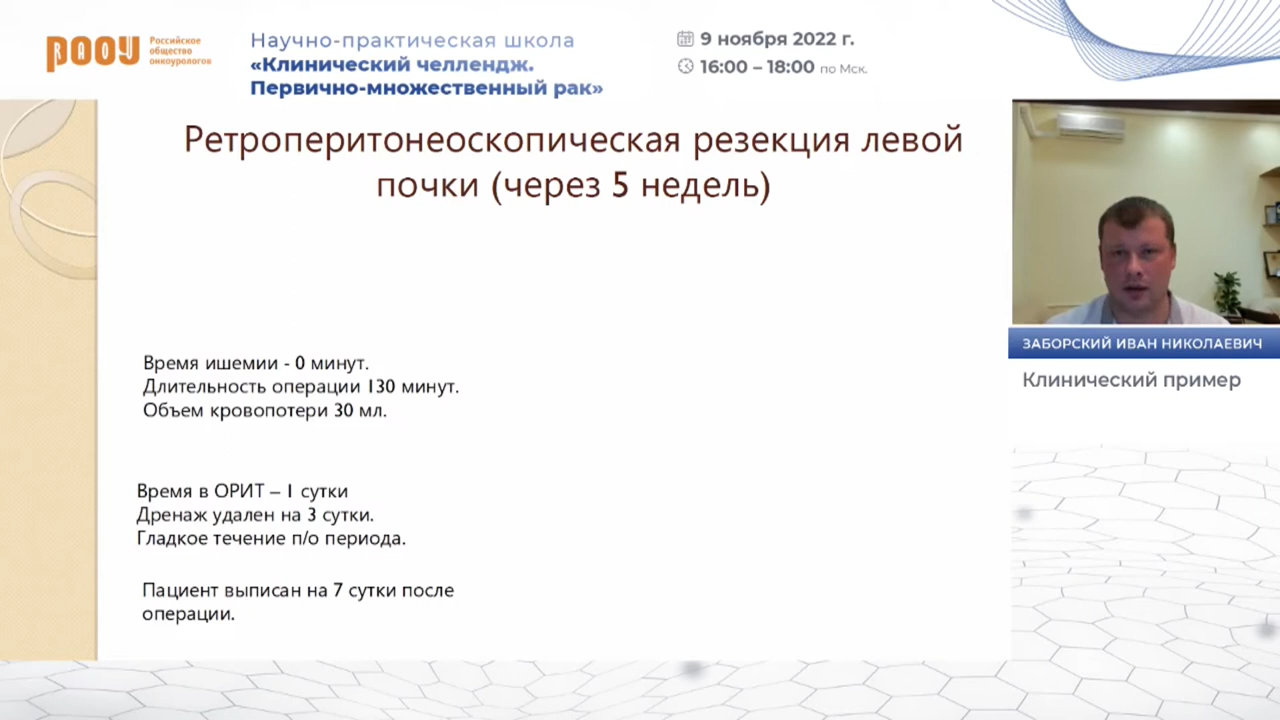 РАОУ
Российское
общество
онкоурологов
Научно-практическая школа
«Клинический челлендж.
Первично-множественный рак»
9 ноября 2022 г.
16:00 – 18:00 по Мск.
Ретроперитонеоскопическая резекция левой
почки (через 5 недель)
Время ишемии - 0 минут.
Длительность операции 130 минут.
Объем кровопотери 30 мл.
Время в ОРИТ – 1 сутки
Дренаж удален на 3 сутки.
Гладкое течение п/о периода.
Пациент выписан на 7 сутки после
операции.
ЗАБОРСКИЙ ИВАН НИКОЛАЕВИЧ
Клинический пример